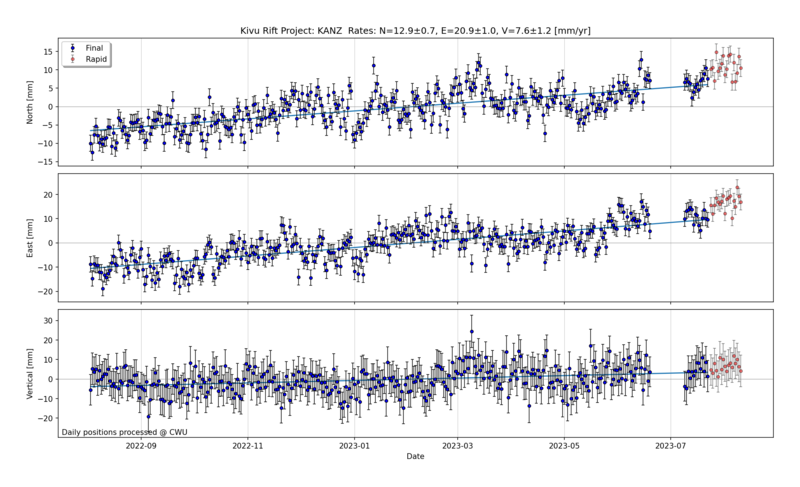 Kivu Rift Project: KANZ Rates: N=12.9±0.7, E=20.9±1.0, V=7.6±1.2 [mm/yr]
Final
Rapid
North [mm]
15
10
5
0
−5
−10
−15
East [mm]
20
10
0
−10
−20
Vertical [mm]
30
20
10
0
−10
−20
Daily positions processed @ CWU
2022-09 2022-11 2023-01 2023-03 2023-05 2023-07
Date